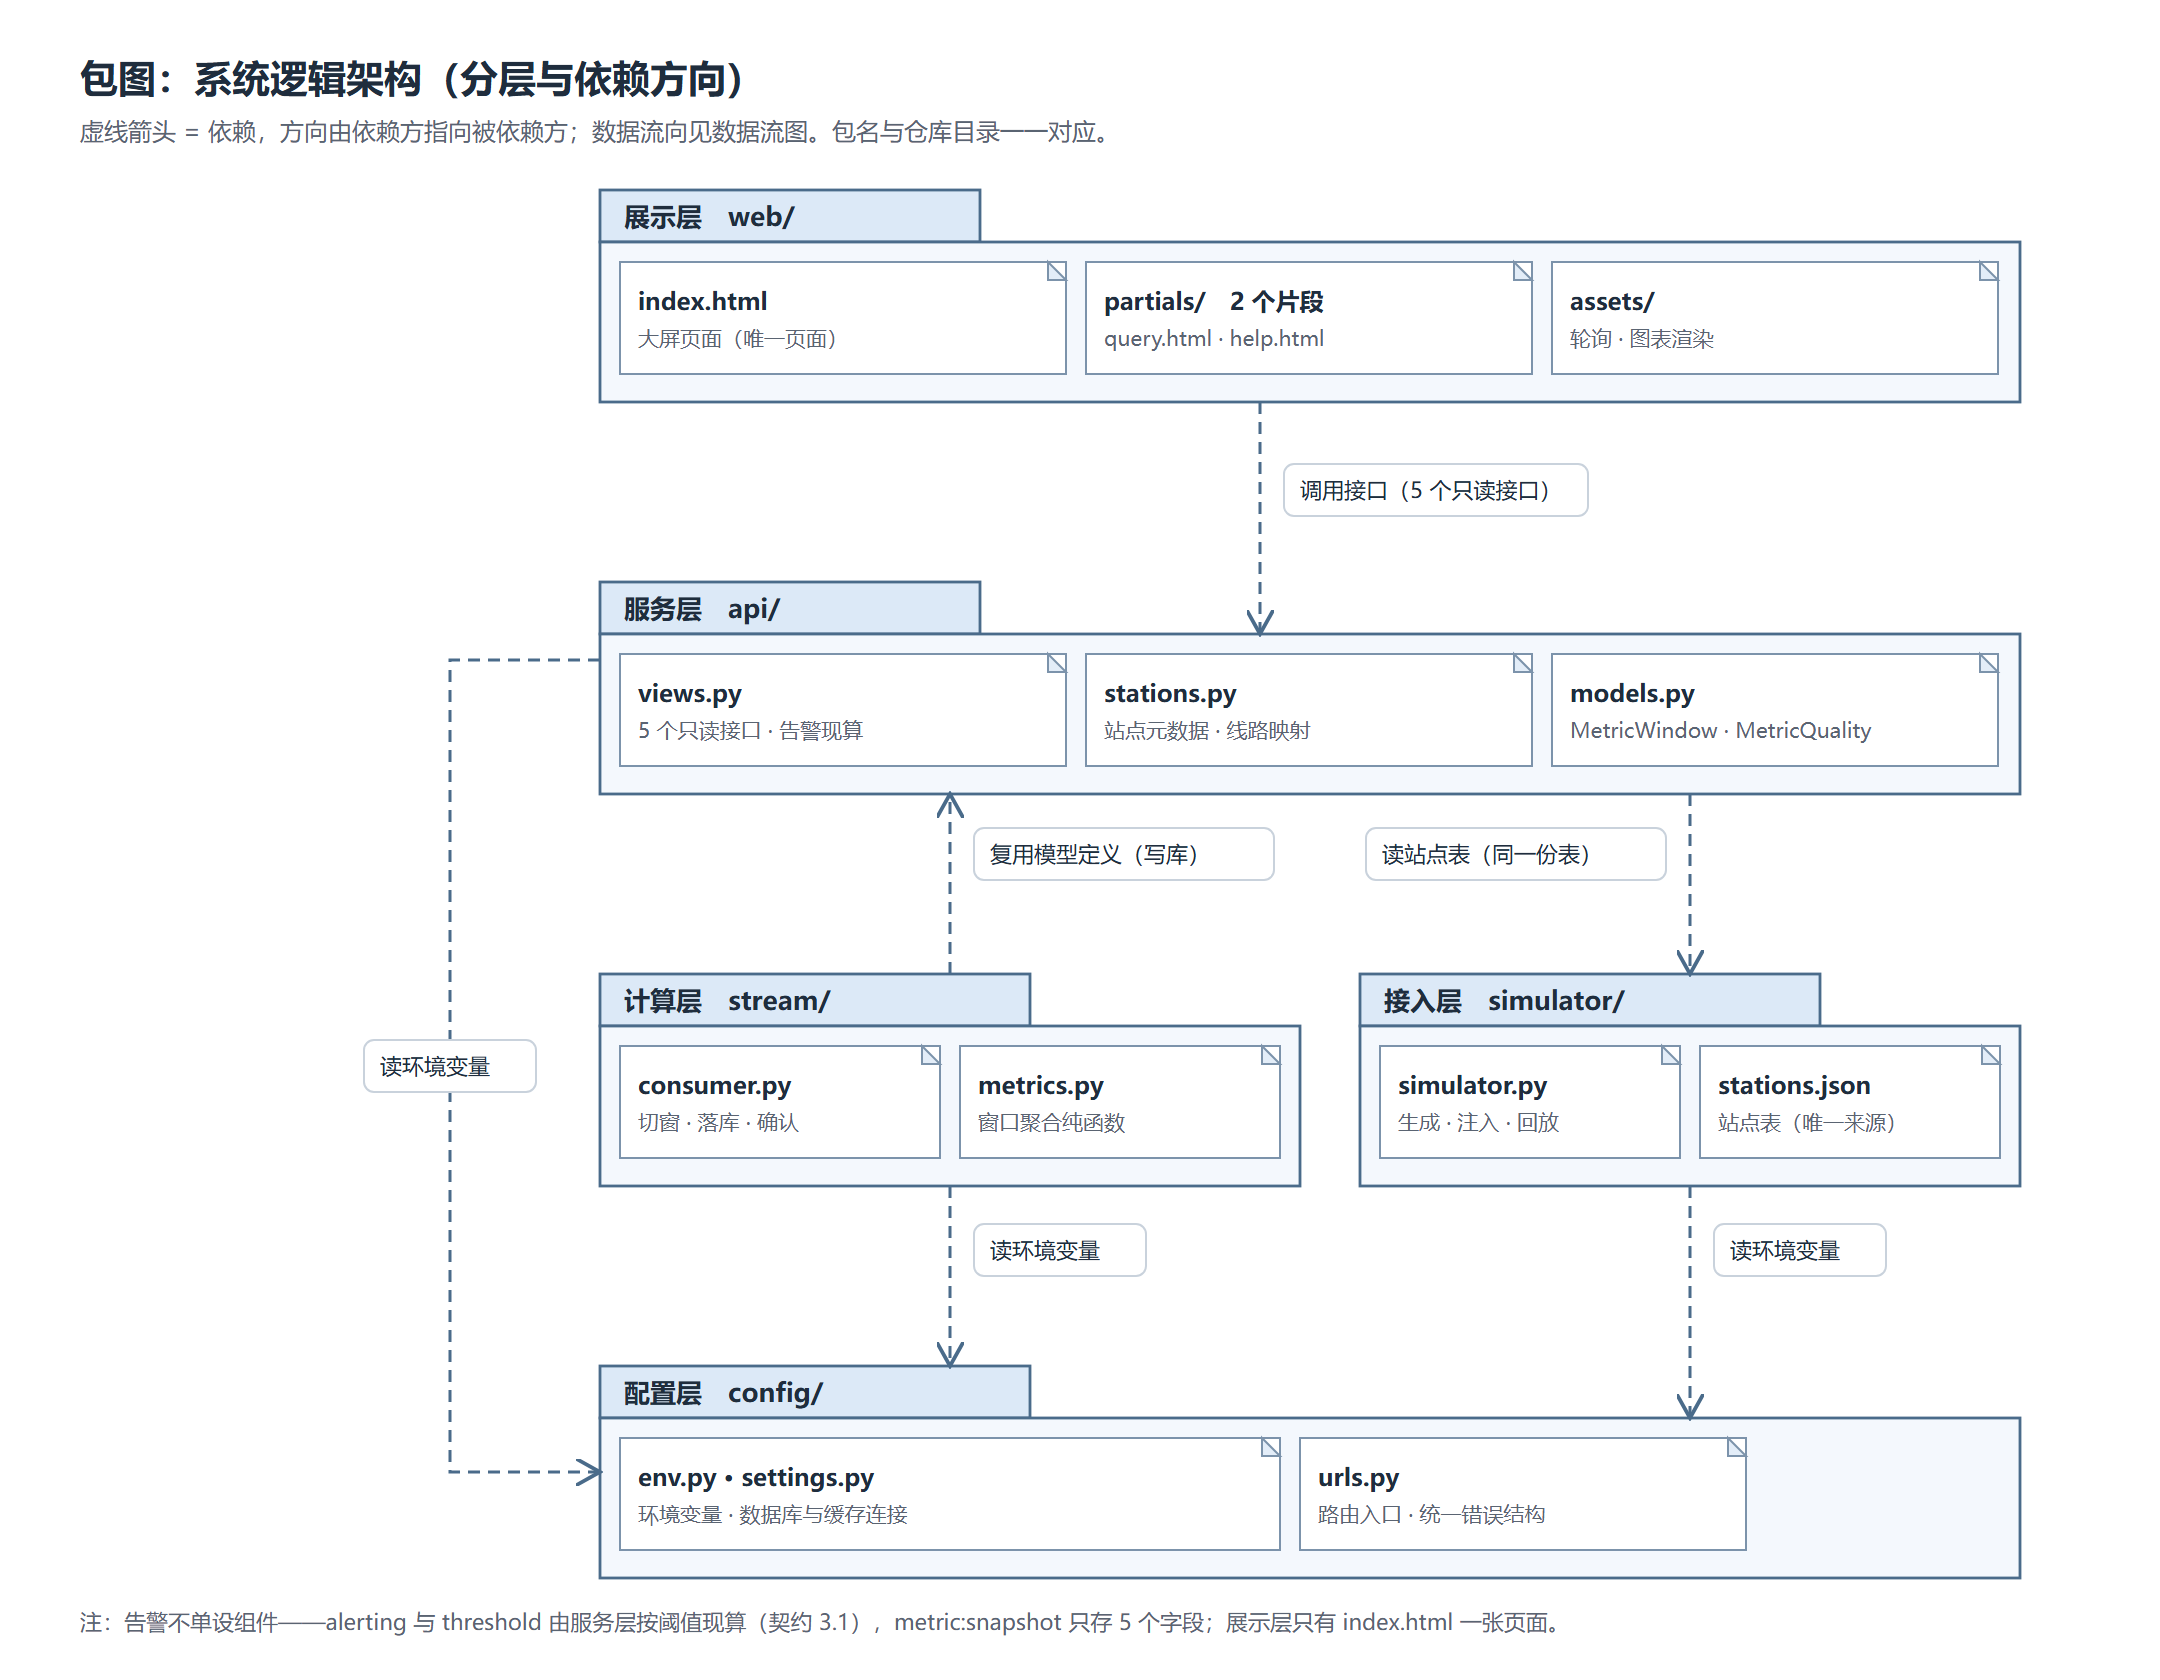 包图：系统逻辑架构（分层与依赖方向）
虚线箭头 = 依赖，方向由依赖方指向被依赖方；数据流向见数据流图。包名与仓库目录一一对应。
展示层 web/
index.html
大屏页面（唯一页面）
partials/ 2 个片段
query.html · help.html
assets/
轮询 · 图表渲染
调用接口（5 个只读接口）
服务层 api/
views.py
5 个只读接口 · 告警现算
stations.py
站点元数据 · 线路映射
models.py
MetricWindow · MetricQuality
复用模型定义（写库）
读站点表（同一份表）
计算层 stream/
consumer.py
切窗 · 落库 · 确认
metrics.py
窗口聚合纯函数
接入层 simulator/
simulator.py
生成 · 注入 · 回放
stations.json
站点表（唯一来源）
读环境变量
读环境变量
读环境变量
配置层 config/
env.py · settings.py
环境变量 · 数据库与缓存连接
urls.py
路由入口 · 统一错误结构
注：告警不单设组件——alerting 与 threshold 由服务层按阈值现算（契约 3.1），metric:snapshot 只存 5 个字段；展示层只有 index.html 一张页面。